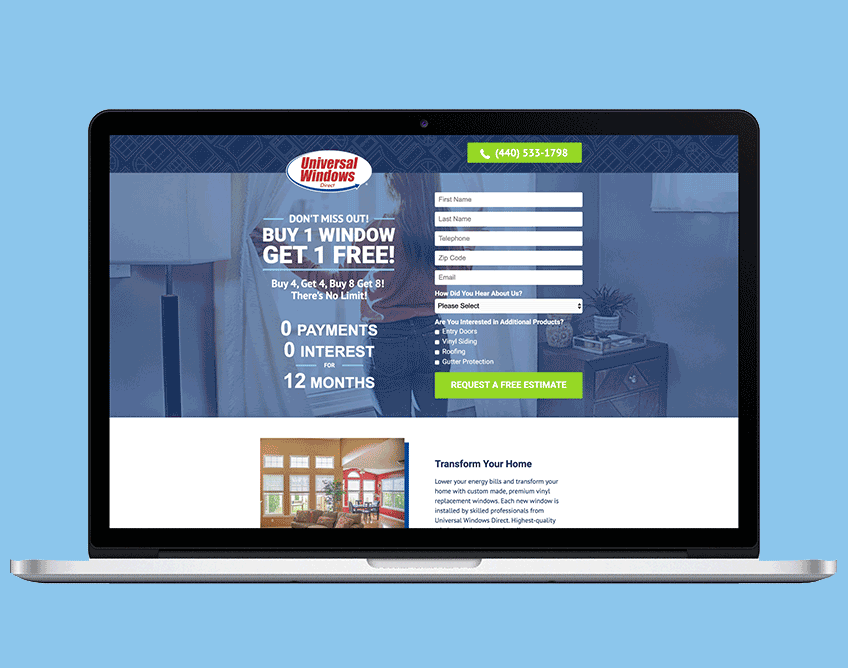 (440) 533-1798
Universal
Windows
Direct
DON'T MISS OUT!
BUY 1 WINDOW
GET 1 FREE!
Buy 4, Get 4, Buy 8 Get 8!
There's No Limit!
0 PAYMENTS
0 INTEREST
FOR
12 MONTHS
First Name
Last Name
Telephone
Zip Code
Email
How Did You Hear About Us?
Please Select
Are You Interested In Additional Products?
Entry Doors
Vinyl Siding
Roofing
Gutter Protection
REQUEST A FREE ESTIMATE
Transform Your Home
Lower your energy bills and transform your
home with custom made, premium vinyl
replacement windows. Each new window is
installed by skilled professionals from
Universal Windows Direct. Highest-quality